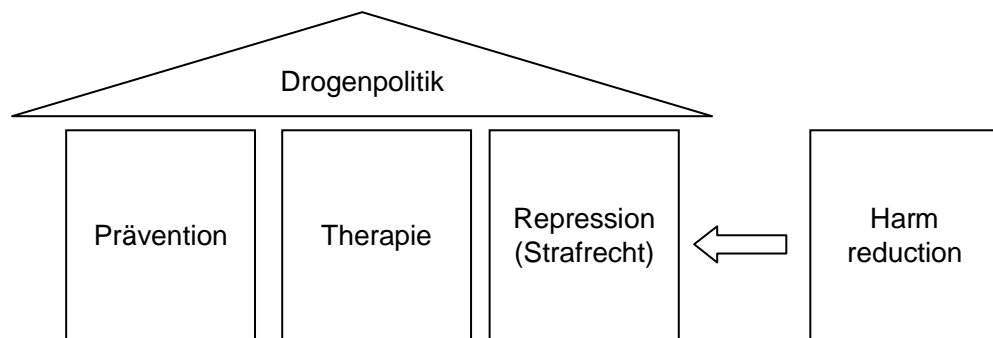 Drogenpolitik
Prävention
Therapie
Repression
(Strafrecht)
Harm
reduction